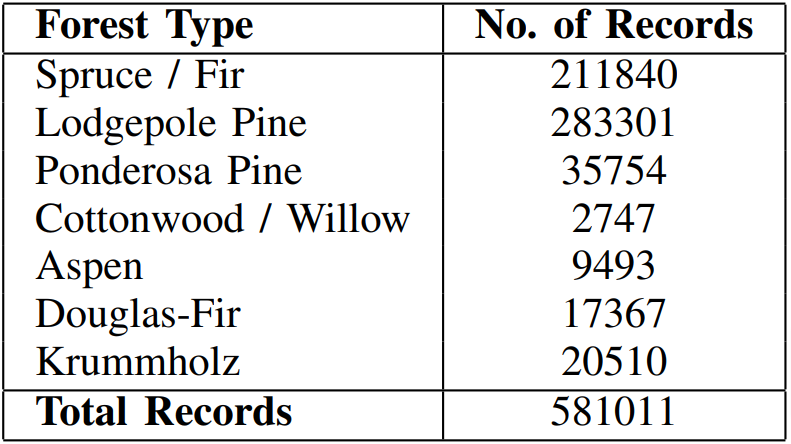 Forest Type No. of Records
Spruce / Fir 211840
Lodgepole Pine 283301
Ponderosa Pine 35754
Cottonwood / Willow 2747
Aspen 9493
Douglas-Fir 17367
Krummholz 20510
Total Records 581011